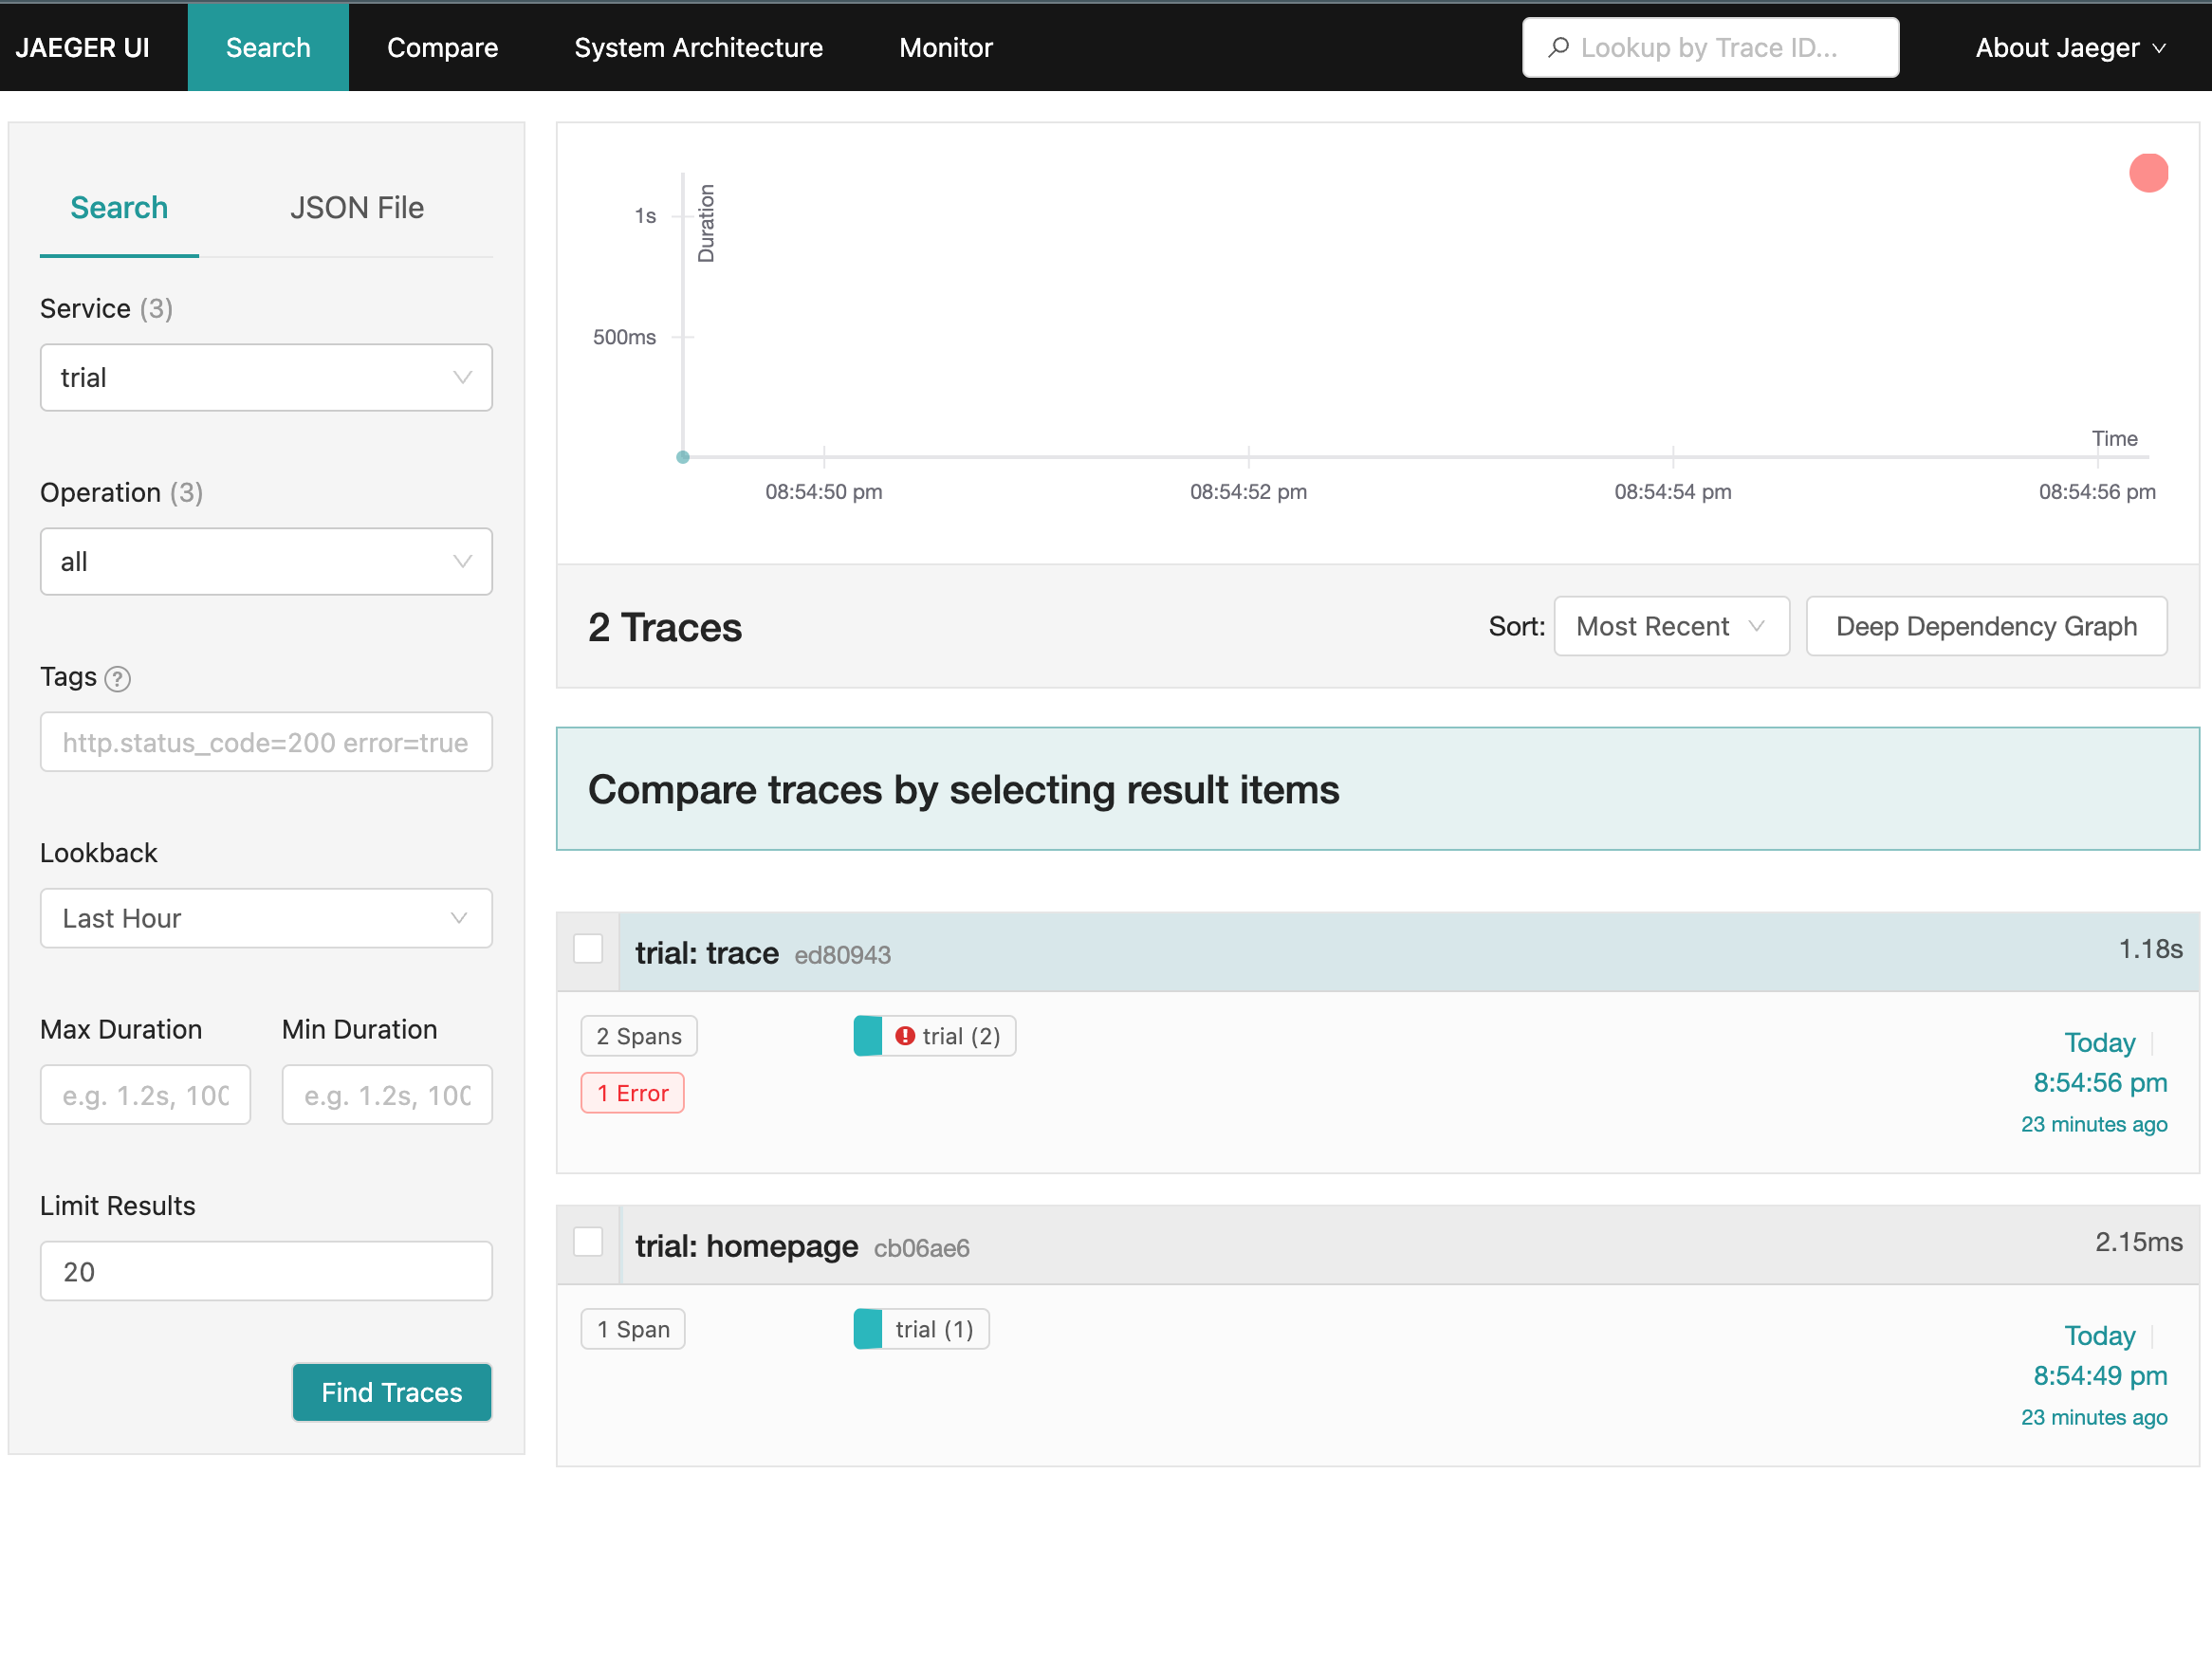 JAEGER UI
Search
Compare
System Architecture
Monitor
Lookup by Trace ID...
About Jaeger
Search
JSON File
Service (3)
trial
Operation (3)
all
Tags ?
http.status_code=200 error=true
Lookback
Last Hour
Max Duration
Min Duration
e.g. 1.2s, 100
e.g. 1.2s, 100
Limit Results
20
Find Traces
Duration
1s
500ms
Time
08:54:50 pm
08:54:52 pm
08:54:54 pm
08:54:56 pm
2 Traces
Sort:
Most Recent
Deep Dependency Graph
Compare traces by selecting result items
trial: trace ed80943
1.18s
2 Spans
trial (2)
1 Error
Today
8:54:56 pm
23 minutes ago
trial: homepage cb06ae6
2.15ms
1 Span
trial (1)
Today
8:54:49 pm
23 minutes ago